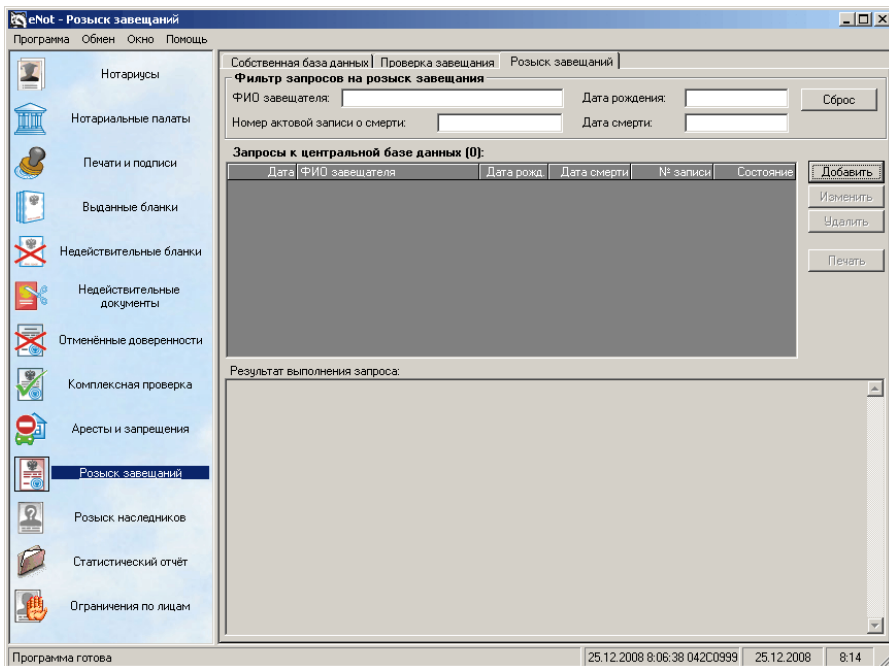 eNot - Розыск завещаний
Программа Обмен Окно Помощь
Нотариусы
Нотариальные палаты
Печати и подписи
Выданные бланки
Недействительные бланки
Недействительные
документы
Отменённые доверенности
Комплексная проверка
Аресты и запрещения
Розыск завещаний
Розыск наследников
Статистический отчёт
Ограничения по лицам
Собственная база данных Проверка завещания Розыск завещаний
Фильтр запросов на розыск завещания
ФИО завещателя: Дата рождения: Сброс
Номер актовой записи о смерти: Дата смерти:
Запросы к центральной базе данных (0):
Дата ФИО завещателя Дата рожд. Дата смерти № записи Состояние
Добавить
Изменить
Удалить
Печать
Результат выполнения запроса:
Программа готова 25.12.2008 8:06:38 042C0999 25.12.2008 8:14